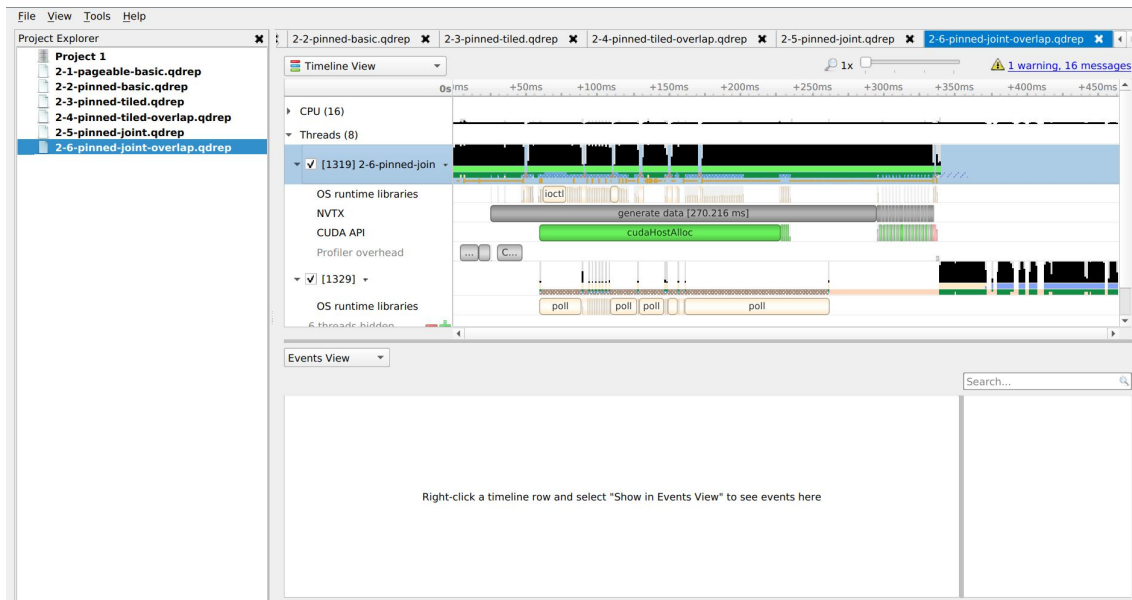 File View Tools Help
Project Explorer
Project 1
2-1-pageable-basic.qdrep
2-2-pinned-basic.qdrep
2-3-pinned-tiled.qdrep
2-4-pinned-tiled-overlap.qdrep
2-5-pinned-joint.qdrep
2-6-pinned-joint-overlap.qdrep
2-2-pinned-basic.qdrep 2-3-pinned-tiled.qdrep 2-4-pinned-tiled-overlap.qdrep 2-5-pinned-joint.qdrep 2-6-pinned-joint-overlap.qdrep
Timeline View 1x 1 warning, 16 messages
0s ms +50ms +100ms +150ms +200ms +250ms +300ms +350ms +400ms +450ms
CPU (16)
Threads (8)
[1319] 2-6-pinned-join
OS runtime libraries ioctl
NVTX generate data [270.216 ms]
CUDA API cudaHostAlloc
Profiler overhead ... C...
[1329]
OS runtime libraries poll poll poll poll
6 threads hidden
Events View
Search...
Right-click a timeline row and select "Show in Events View" to see events here